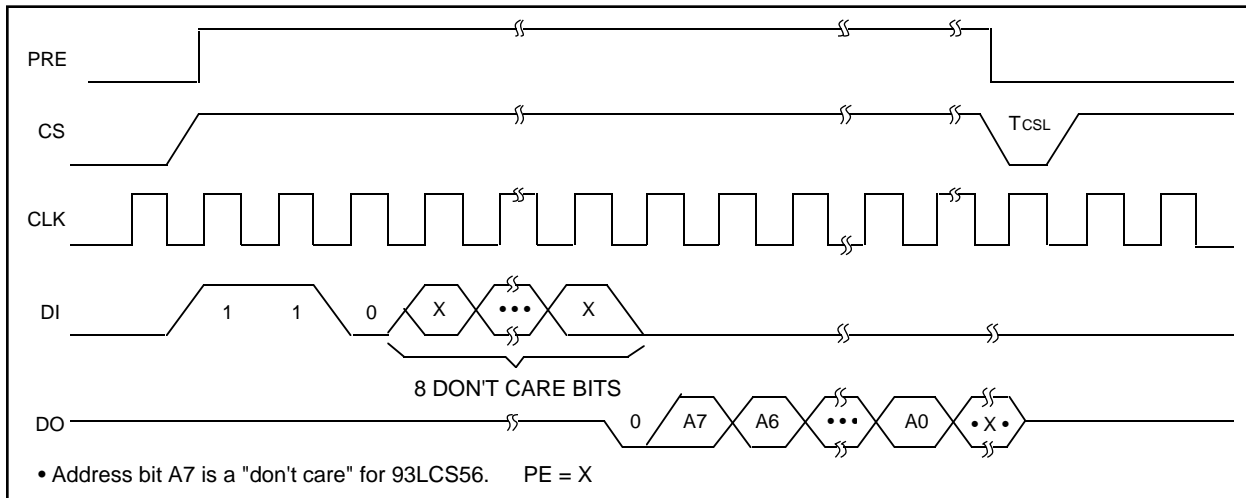 PRE
CS
TCSL
CLK
DI
1 1 0 X ••• X
8 DON'T CARE BITS
DO
0 A7 A6 ••• A0 •X•
• Address bit A7 is a "don't care" for 93LCS56. PE = X